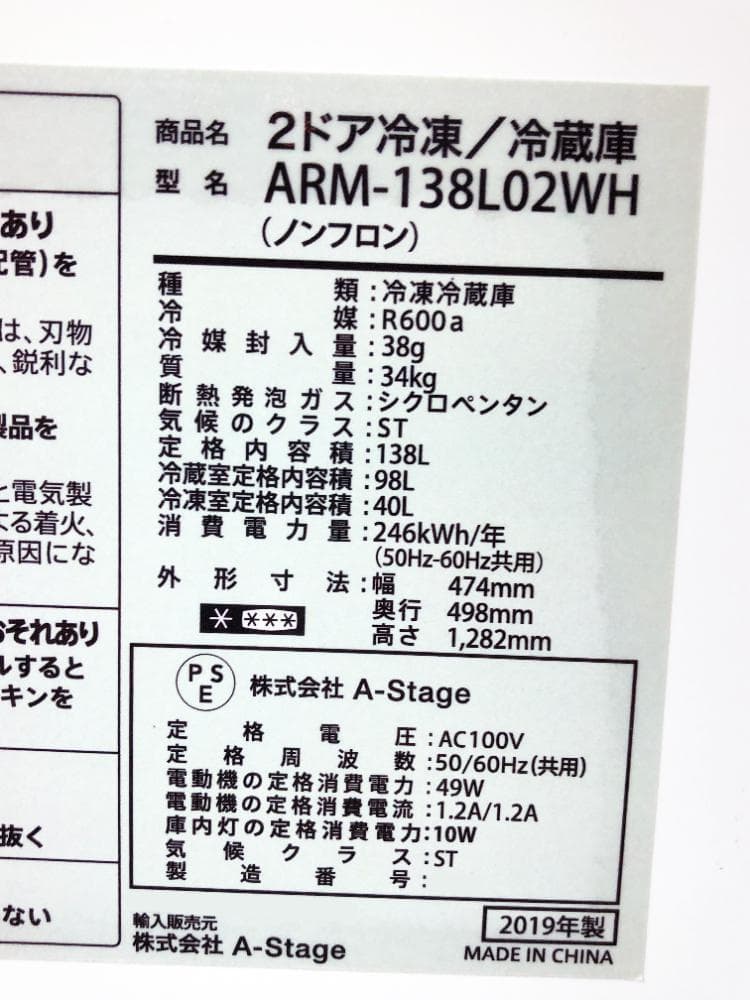 あり
配管)を
は、刃物
、鋭利な
製品を
と電気製
よる着火、
原因にな
おそれあり
ルすると
キンを
抜く
ない
商品名 2ドア冷凍/冷蔵庫
型名 ARM-138L02WH
(ノンフロン)
種類:冷凍冷蔵庫
冷媒:R600a
冷媒封入量:38g
質量:34kg
断熱発泡ガス:シクロペンタン
気候のクラス:ST
定格内容積:138L
冷蔵室定格内容積:98L
冷凍室定格内容積:40L
消費電力量:246kWh/年
(50Hz-60Hz共用)
外形寸法:幅 474mm
奥行 498mm
高さ 1,282mm
PSE 株式会社 A-Stage
定格電圧:AC100V
定格周波数:50/60Hz(共用)
電動機の定格消費電力:49W
電動機の定格消費電流:1.2A/1.2A
庫内灯の定格消費電力:10W
気候クラス:ST
製造番号:
輸入販売元
株式会社 A-Stage
2019年製
MADE IN CHINA